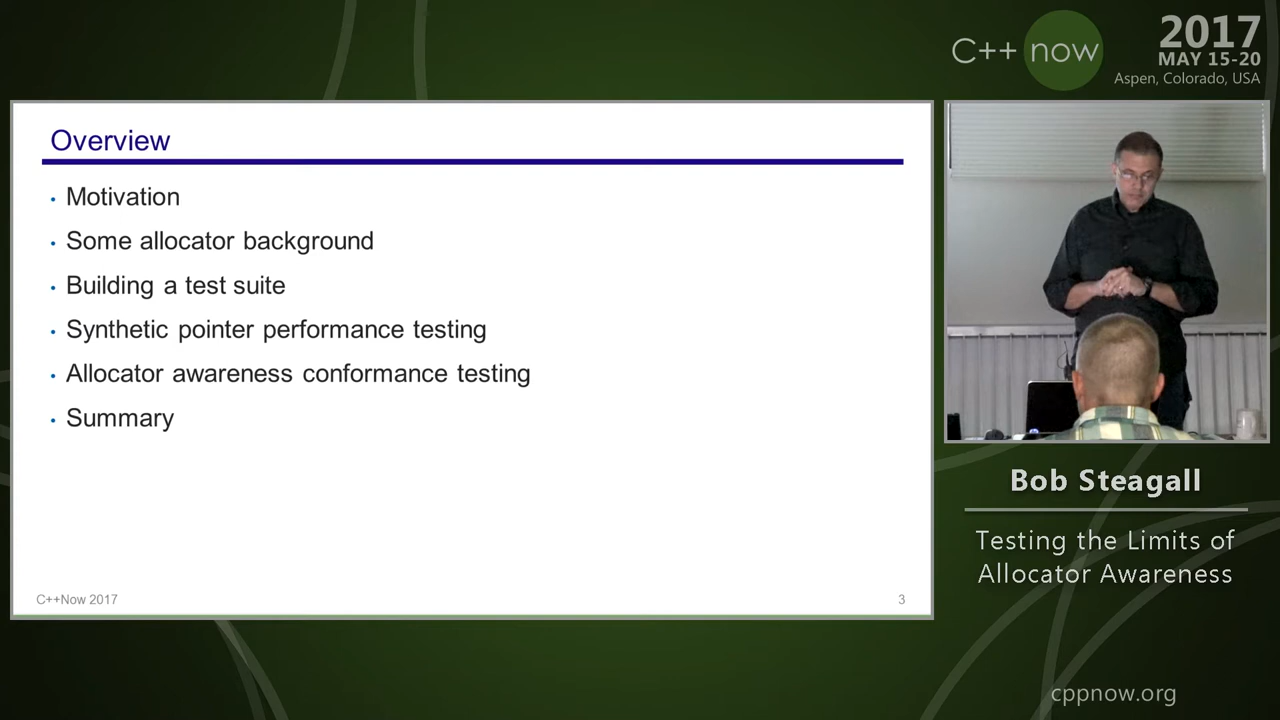 C++ now
2017
MAY 15-20
Aspen, Colorado, USA
Overview
• Motivation
• Some allocator background
• Building a test suite
• Synthetic pointer performance testing
• Allocator awareness conformance testing
• Summary
C++Now 2017
3
Bob Steagall
Testing the Limits of
Allocator Awareness
cppnow.org